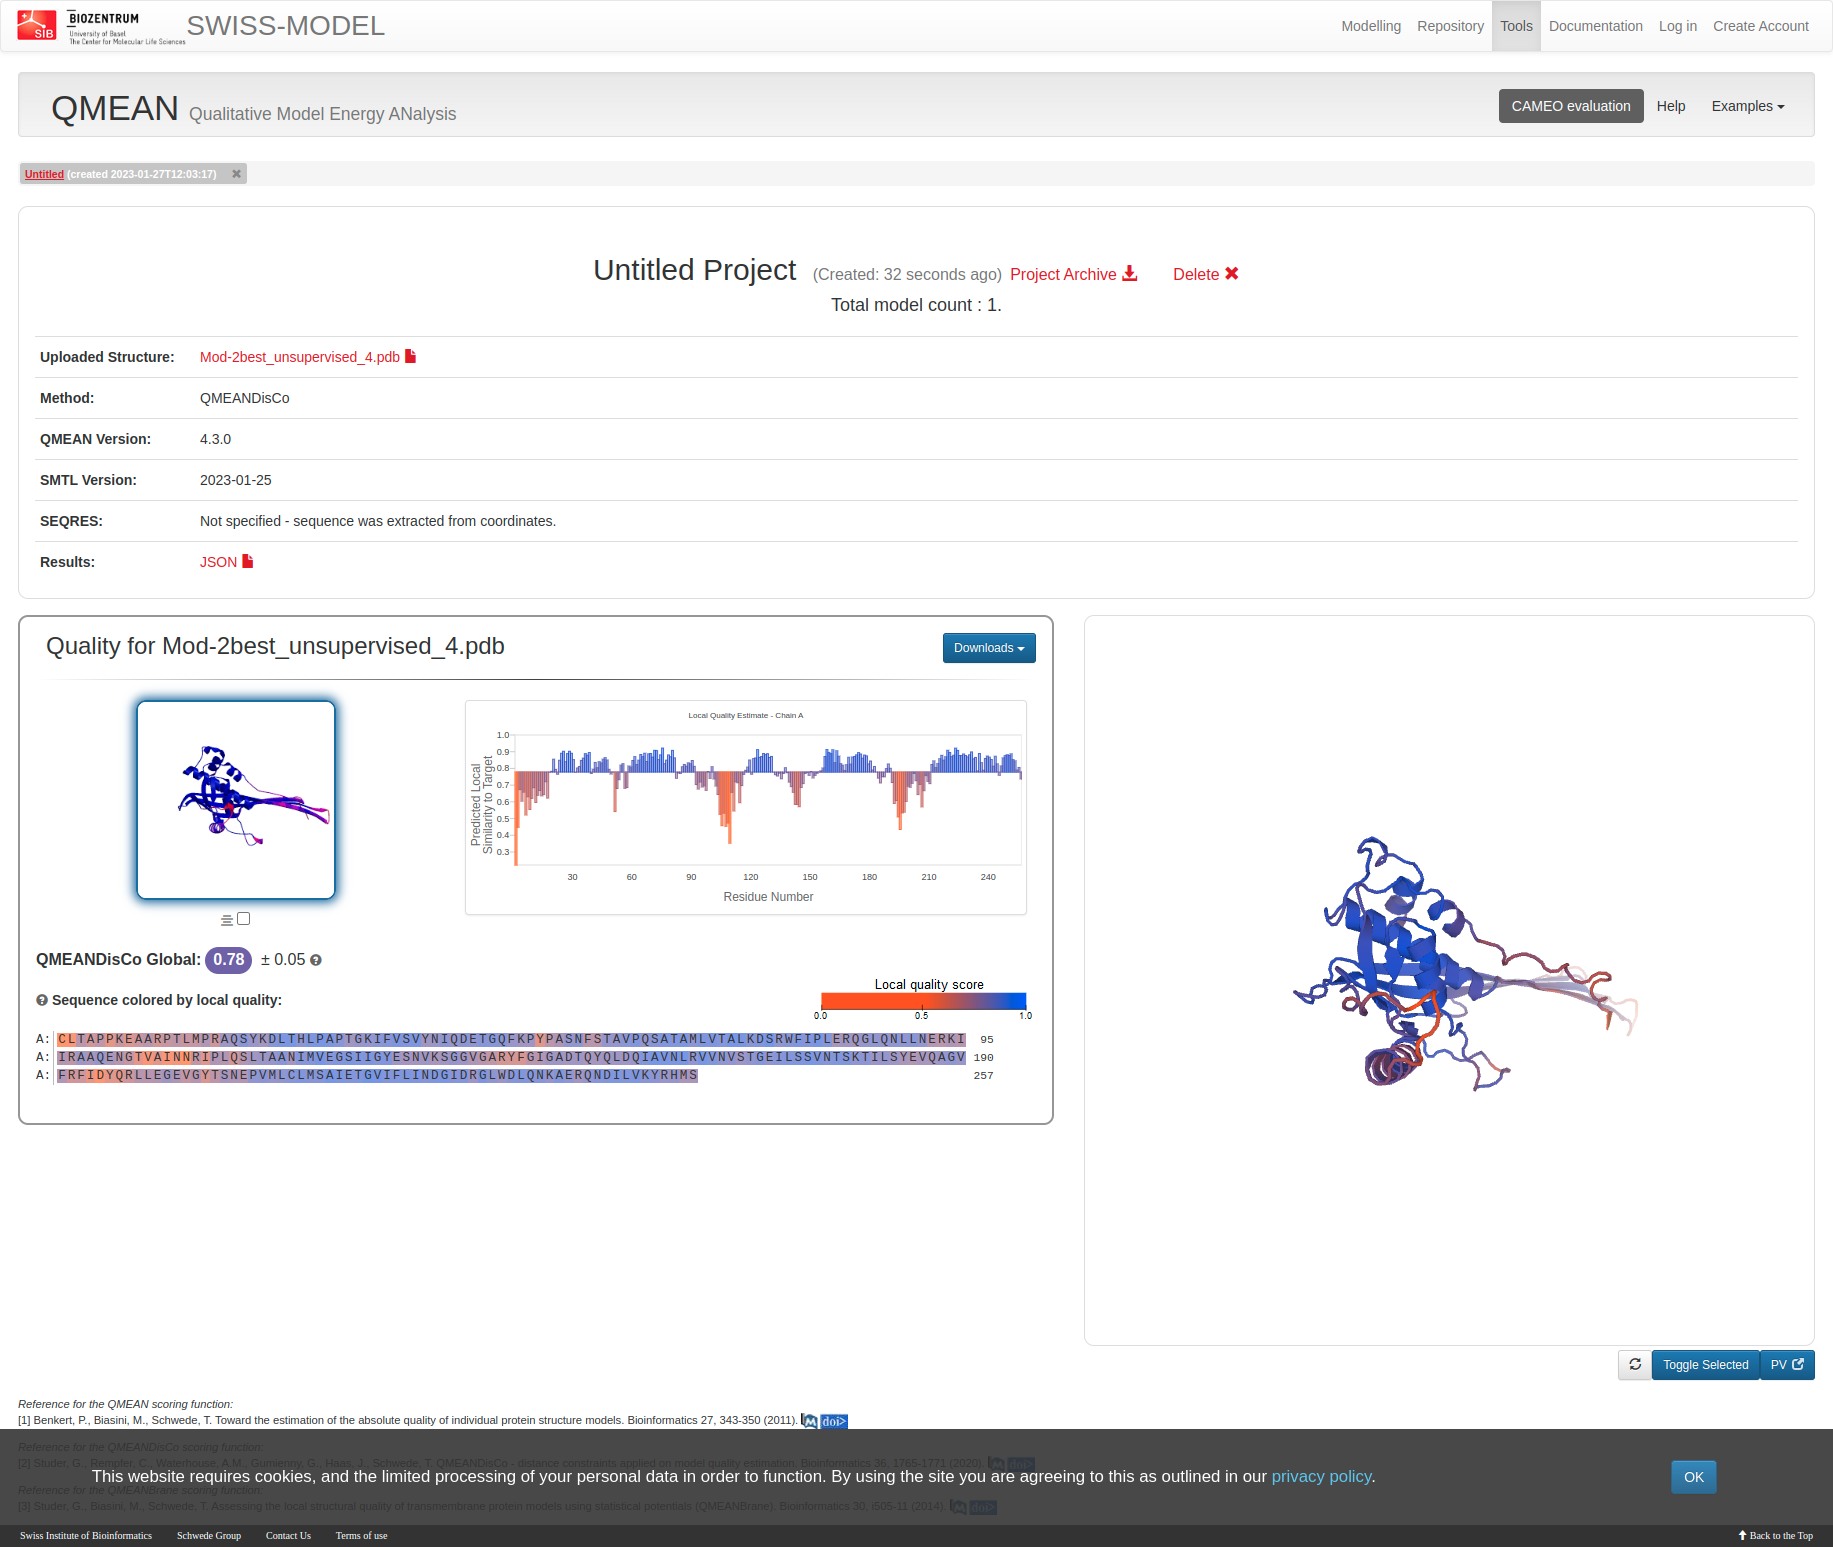 SIB
BIOZENTRUM
University of Basel
The Center for Molecular Life Sciences
SWISS-MODEL
Modelling
Repository
Tools
Documentation
Log in
Create Account
QMEAN Qualitative Model Energy ANalysis
CAMEO evaluation
Help
Examples
Untitled (created 2023-01-27T12:03:17)
Untitled Project (Created: 32 seconds ago) Project Archive Delete
Total model count : 1.
Uploaded Structure: Mod-2best_unsupervised_4.pdb
Method: QMEANDisCo
QMEAN Version: 4.3.0
SMTL Version: 2023-01-25
SEQRES: Not specified - sequence was extracted from coordinates.
Results: JSON
Quality for Mod-2best_unsupervised_4.pdb
Downloads
Local Quality Estimate - Chain A
Predicted Local
Similarity to Target
1.0
0.9
0.8
0.7
0.6
0.5
0.4
0.3
30 60 90 120 150 180 210 240
Residue Number
QMEANDisCo Global: 0.78 ± 0.05
Sequence colored by local quality:
Local quality score
0.0 0.5 1.0
A: CLTAPPKEAARPTLMPRAQSYKDLTHLPAPTGKIFVSVYNIQDETGQFKPYPASNFSTAVPQSATAMLVTALKDSRWFIPLERQGLQNLLNERKI 95
A: IRAAQENGTVAINNRIPLQSLTAANIMVEGSIIGYESNVKSGGVGARYFGIGADTQYQLDQIAVNLRVVNVSTGEILSSVNTSKTILSYEVQAGV 190
A: FRFIDYQRLLEGEVGYTSNEPVMLCLMSAIETGVIFLINDGIDRGLWDLQNKAERQNDILVKYRHMS 257
Toggle Selected
PV
Reference for the QMEAN scoring function:
[1] Benkert, P., Biasini, M., Schwede, T. Toward the estimation of the absolute quality of individual protein structure models. Bioinformatics 27, 343-350 (2011). M doi>
Reference for the QMEANDisCo scoring function:
[2] Studer, G., Rempfer, C., Waterhouse, A.M., Gumienny, G., Haas, J., Schwede, T. QMEANDisCo - distance constraints applied on model quality estimation. Bioinformatics 36, 1765-1771 (2020). M doi>
This website requires cookies, and the limited processing of your personal data in order to function. By using the site you are agreeing to this as outlined in our privacy policy.
OK
Reference for the QMEANBrane scoring function:
[3] Studer, G., Biasini, M., Schwede, T. Assessing the local structural quality of transmembrane protein models using statistical potentials (QMEANBrane). Bioinformatics 30, i505-11 (2014). M doi>
Swiss Institute of Bioinformatics
Schwede Group
Contact Us
Terms of use
Back to the Top